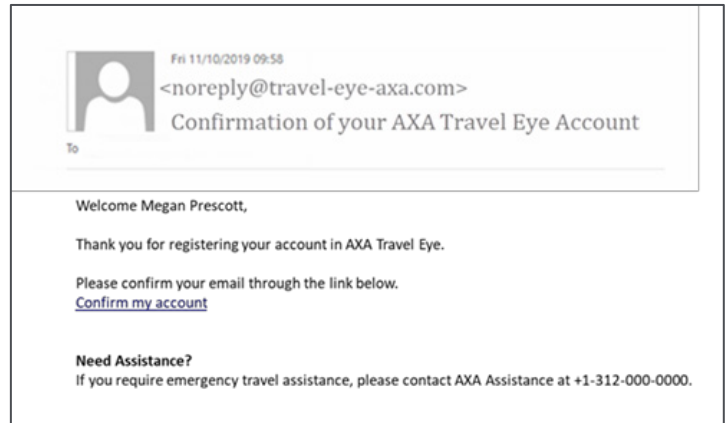 Fri 11/10/2019 09:58
<noreply@travel-eye-axa.com>
Confirmation of your AXA Travel Eye Account
To
Welcome Megan Prescott,
Thank you for registering your account in AXA Travel Eye.
Please confirm your email through the link below.
Confirm my account
Need Assistance?
If you require emergency travel assistance, please contact AXA Assistance at +1-312-000-0000.